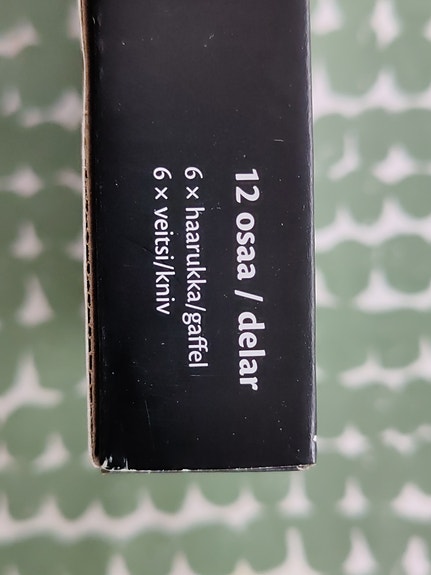 12 osaa / delar
6 × haarukka/gaffel
6 × veitsi/kniv